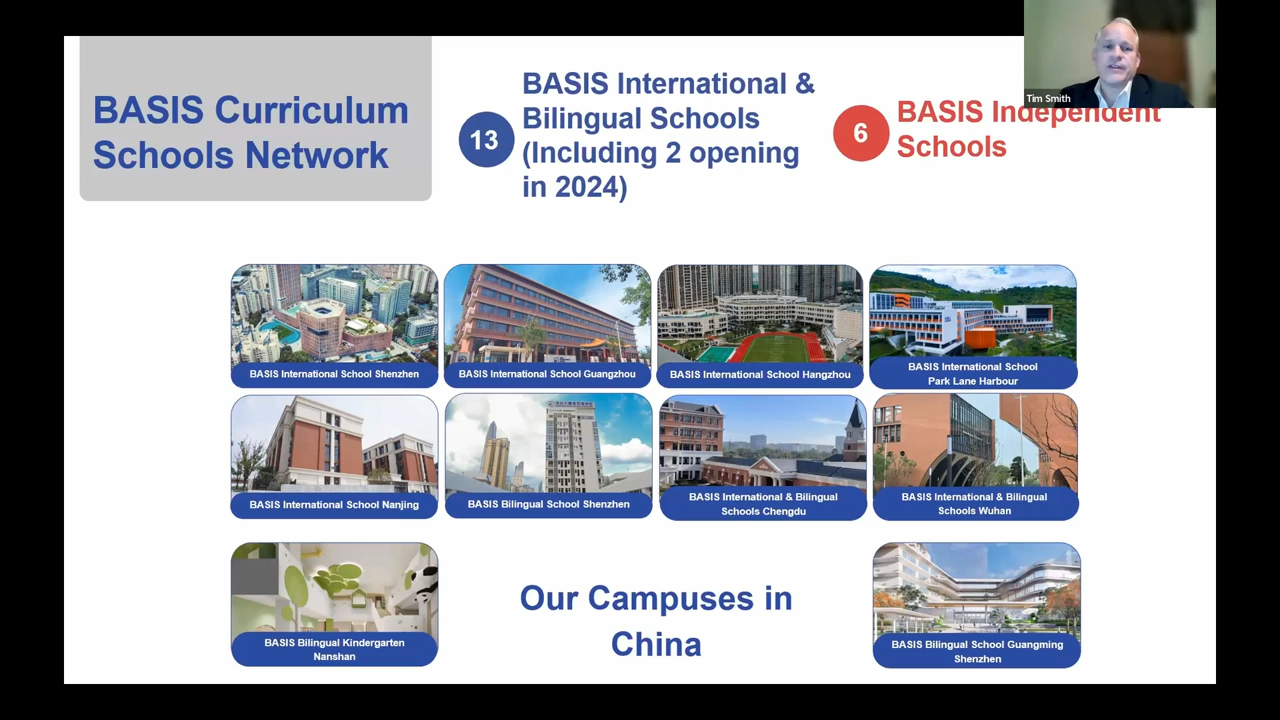 BASIS Curriculum
Schools Network
13
BASIS International &
Bilingual Schools
(Including 2 opening
in 2024)
6
BASIS Independent
Schools
Tim Smith
BASIS International School Shenzhen
BASIS International School Guangzhou
BASIS International School Hangzhou
BASIS International School
Park Lane Harbour
BASIS International School Nanjing
BASIS Bilingual School Shenzhen
BASIS International & Bilingual
Schools Chengdu
BASIS International & Bilingual
Schools Wuhan
BASIS Bilingual Kindergarten
Nanshan
Our Campuses in
China
BASIS Bilingual School Guangming
Shenzhen